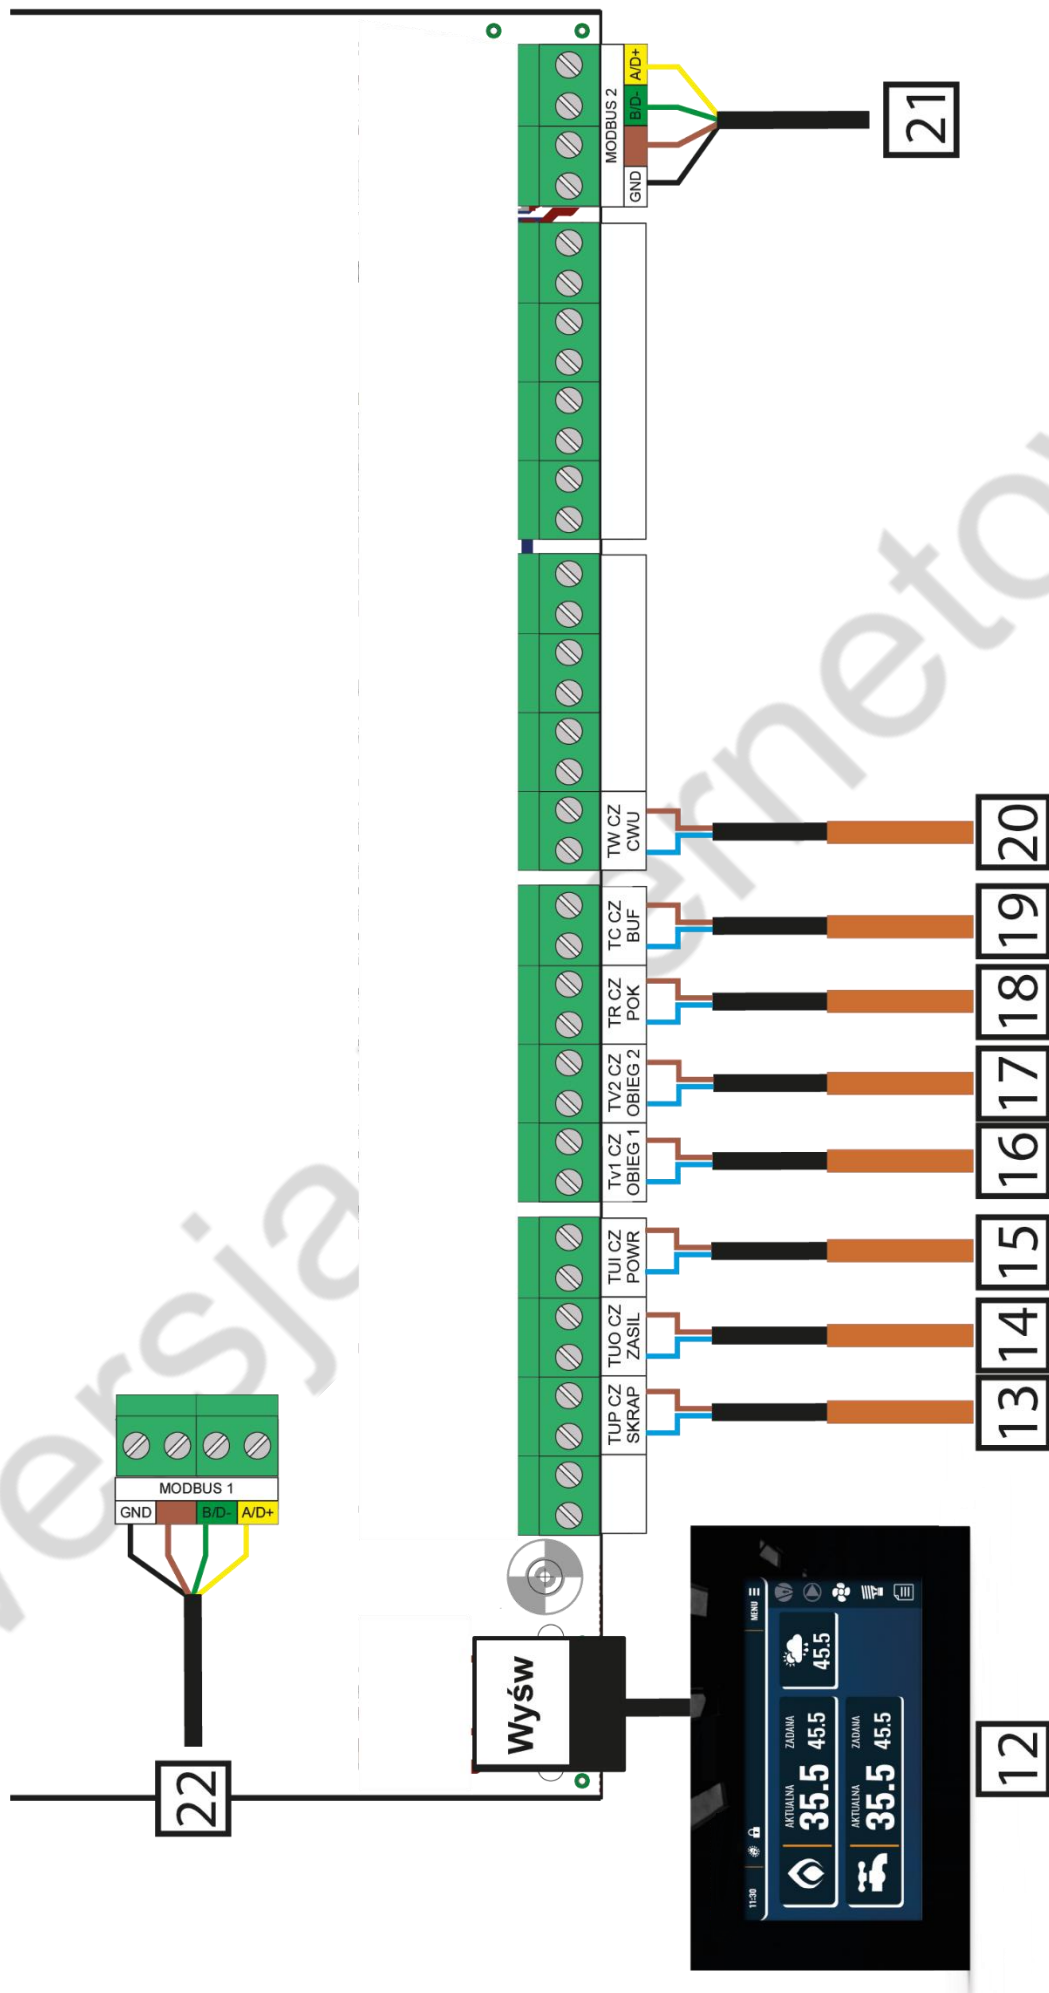 MODBUS 2
A/D+
B/D-
GND
21
TW CZ
CWU
20
TC CZ
BUF
19
TR CZ
POK
18
TV2 CZ
OBIEG 2
17
Tv1 CZ
OBIEG 1
16
TUI CZ
POWR
15
TUO CZ
ZASIL
14
TUP CZ
SKRAP
13
MODBUS 1
GND
B/D-
A/D+
22
Wyśw
11:30
MENU
AKTUALNA
ZADANA
35.5
45.5
45.5
AKTUALNA
ZADANA
35.5
45.5
12
wersja
erneto